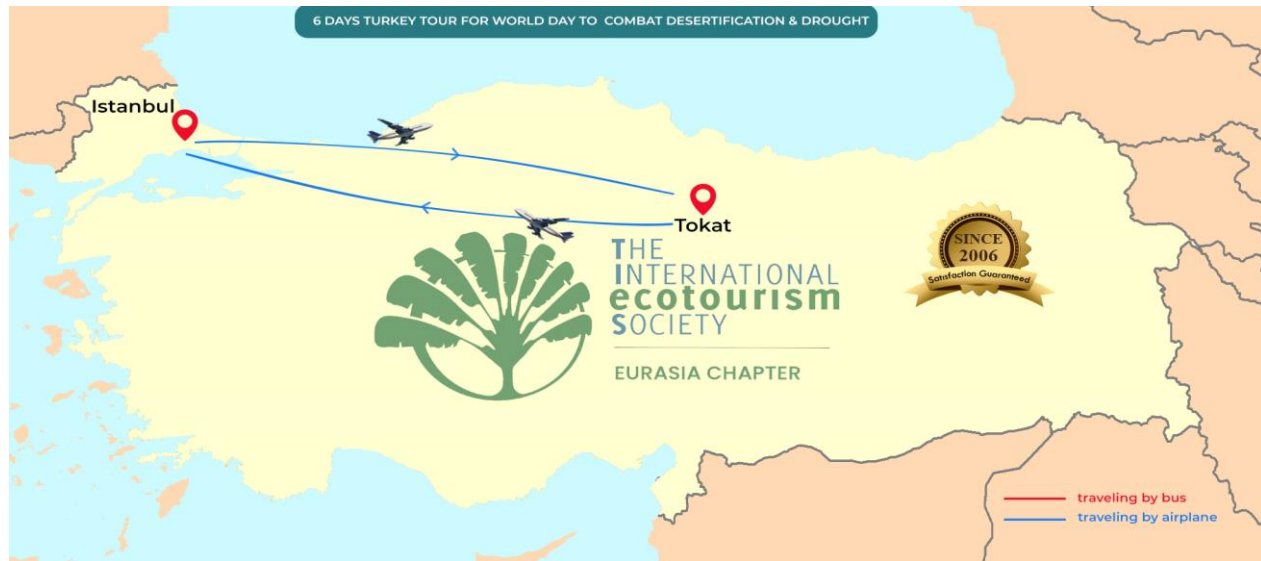 6 DAYS TURKEY TOUR FOR WORLD DAY TO COMBAT DESERTIFICATION & DROUGHT
Istanbul
Tokat
THE
INTERNATIONAL
ecotourism
SOCIETY
EURASIA CHAPTER
SINCE
2006
Satisfaction Guaranteed
traveling by bus
traveling by airplane